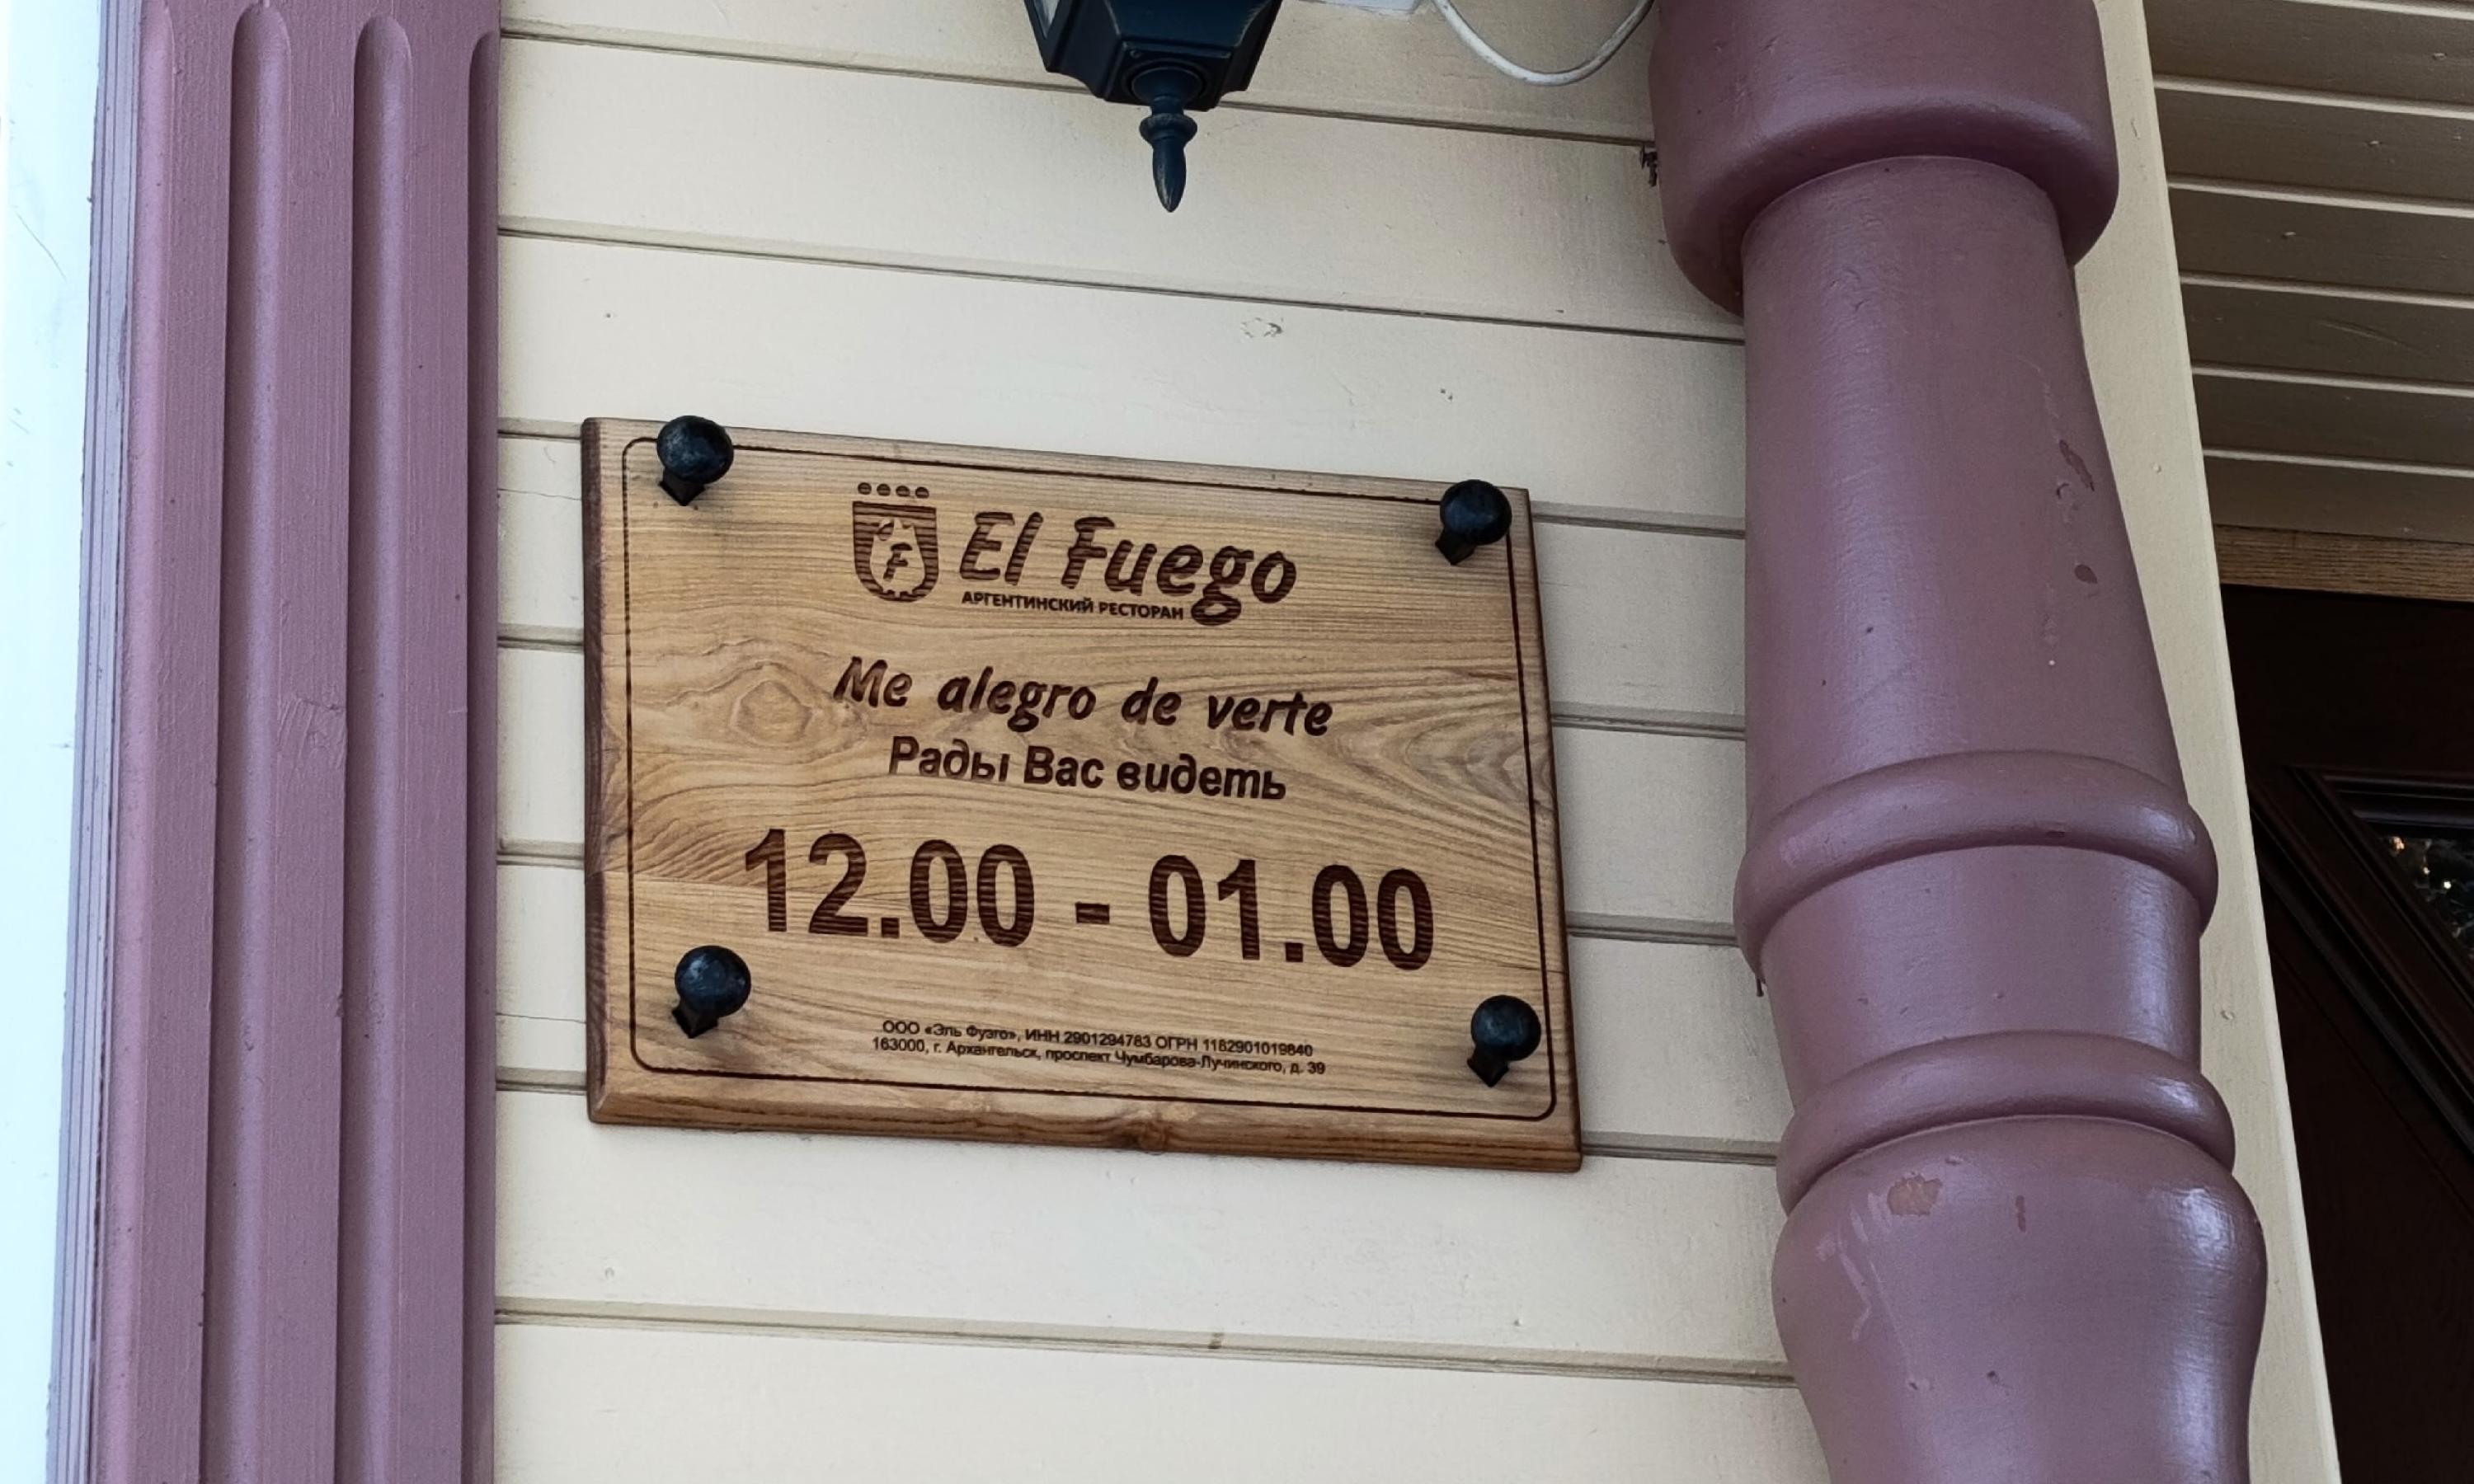 El Fuego
АРГЕНТИНСКИЙ РЕСТОРАН
Me alegro de verte
Рады Вас видеть
12.00 - 01.00
ООО «Эль Фуэго», ИНН 2901294783 ОГРН 1182901019840
163000, г. Архангельск, проспект Чумбарова-Лучинского, д. 39